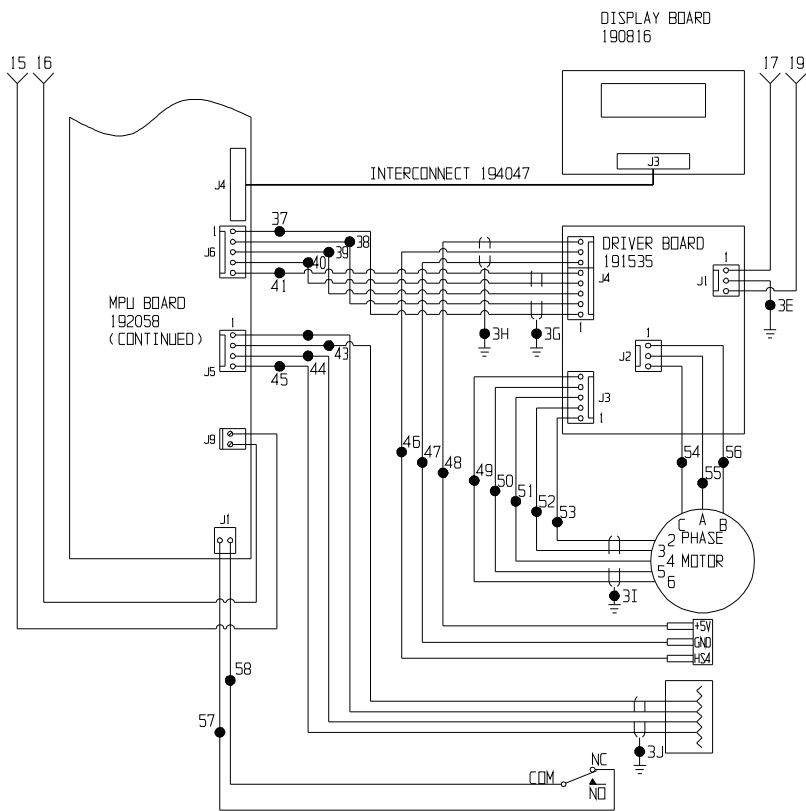 DISPLAY BOARD
190816
15 16
17 19
J3
INTERCONNECT 194047
J4
1
37
38
39
40
41
J6
DRIVER BOARD
191535
J4
1
1
J1
3E
MPU BOARD
192058
(CONTINUED)
3H
3G
1
43
44
45
J5
1
J2
J3
1
J9
46
47
48
49
50
51
52
53
54
55
56
J1
C A B
2 PHASE
3
4 MOTOR
5
6
3I
+5V
GND
HS4
58
57
3J
NC
COM
NO